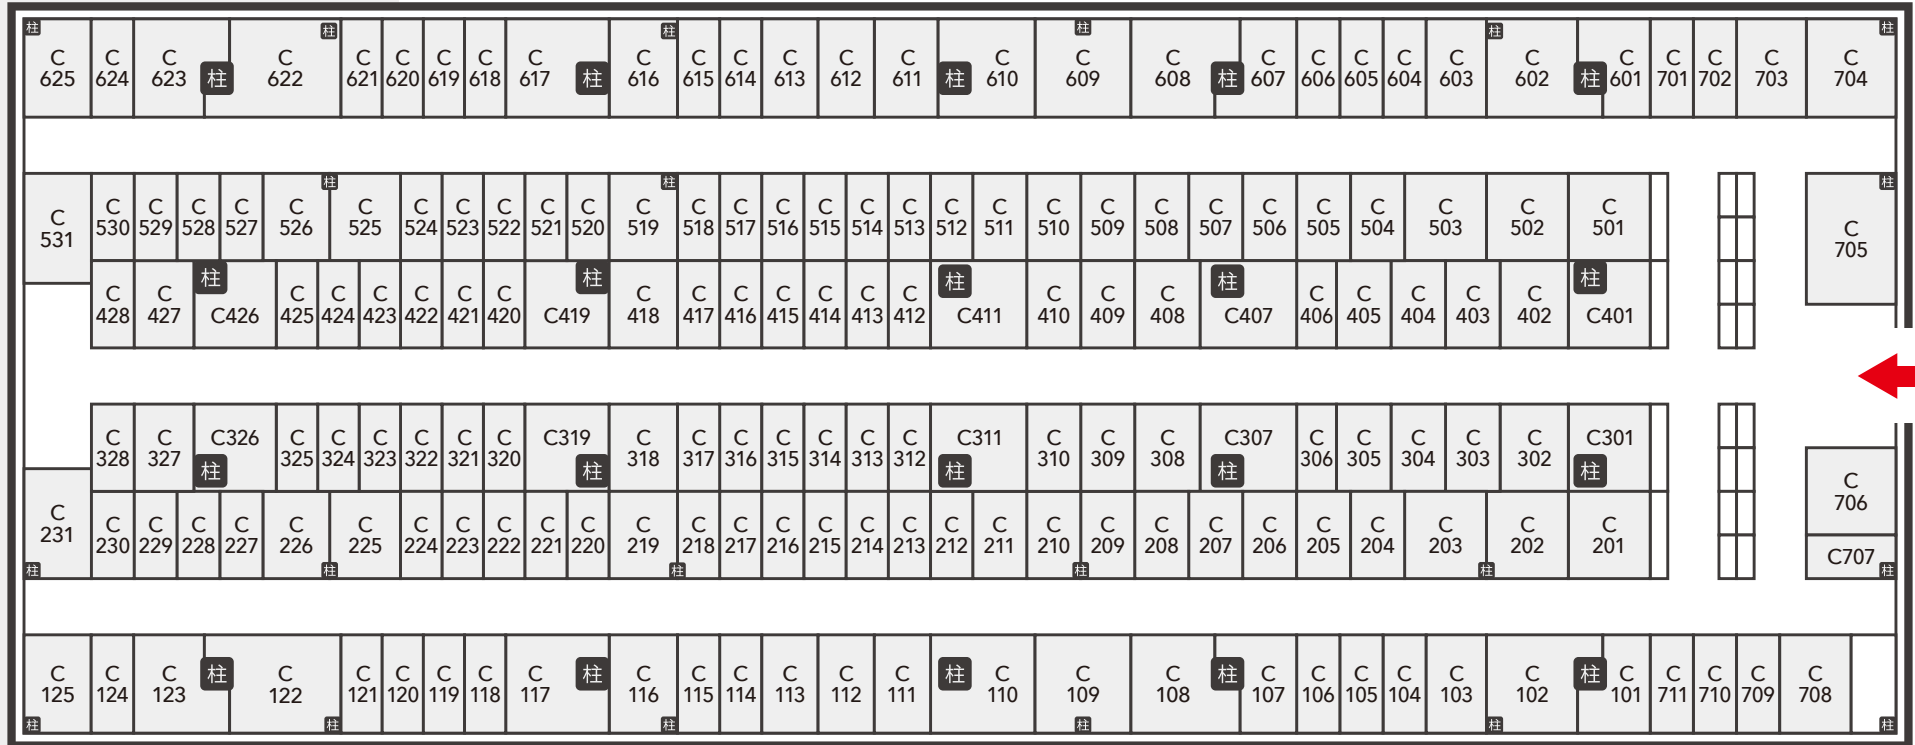 柱
C 625
C 624
C 623
柱
C 622
柱
C 621
C 620
C 619
C 618
C 617
柱
C 616
柱
C 615
C 614
C 613
C 612
C 611
柱
C 610
柱
C 609
C 608
柱
C 607
C 606
C 605
C 604
C 603
柱
C 602
柱
C 601
C 701
C 702
C 703
C 704
柱
C 531
C 530
C 529
C 528
C 527
C 526
柱
C 525
C 524
C 523
C 522
C 521
C 520
C 519
柱
C 518
C 517
C 516
C 515
C 514
C 513
C 512
C 511
C 510
C 509
C 508
C 507
C 506
C 505
C 504
C 503
C 502
C 501
C 705
柱
C 428
C 427
柱
C426
C 425
C 424
C 423
C 422
C 421
C 420
C419
柱
C 418
C 417
C 416
C 415
C 414
C 413
C 412
柱
C411
C 410
C 409
C 408
柱
C407
C 406
C 405
C 404
C 403
C 402
柱
C401
C 328
C 327
C326
柱
C 325
C 324
C 323
C 322
C 321
C 320
C319
柱
C 318
C 317
C 316
C 315
C 314
C 313
C 312
C311
柱
C 310
C 309
C 308
C307
柱
C 306
C 305
C 304
C 303
C 302
C301
柱
C 706
C 231
柱
C 230
C 229
C 228
C 227
C 226
柱
C 225
C 224
C 223
C 222
C 221
C 220
C 219
柱
C 218
C 217
C 216
C 215
C 214
C 213
C 212
C 211
C 210
柱
C 209
C 208
C 207
C 206
C 205
C 204
C 203
柱
C 202
C 201
C707
柱
C 125
柱
C 124
C 123
柱
C 122
柱
C 121
C 120
C 119
C 118
C 117
柱
C 116
柱
C 115
C 114
C 113
C 112
C 111
柱
C 110
C 109
柱
C 108
柱
C 107
C 106
C 105
C 104
C 103
C 102
柱
柱
C 101
C 711
C 710
C 709
C 708
柱